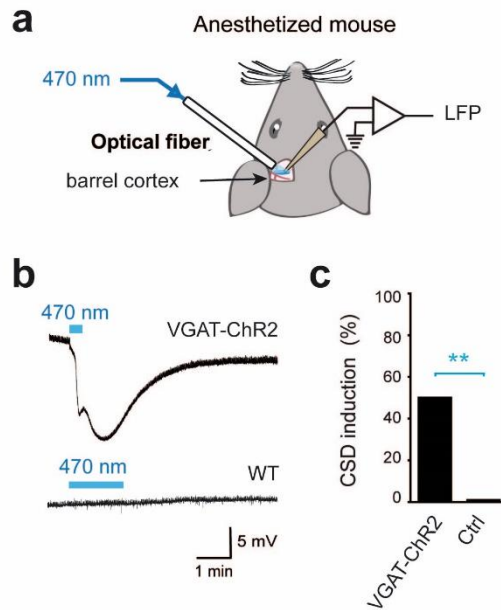 a
Anesthetized mouse
470 nm
LFP
Optical fiber
barrel cortex
b
470 nm
VGAT-ChR2
470 nm
WT
5 mV
1 min
c
CSD induction (%)
100
80
60
40
20
0
**
VGAT-ChR2
Ctrl